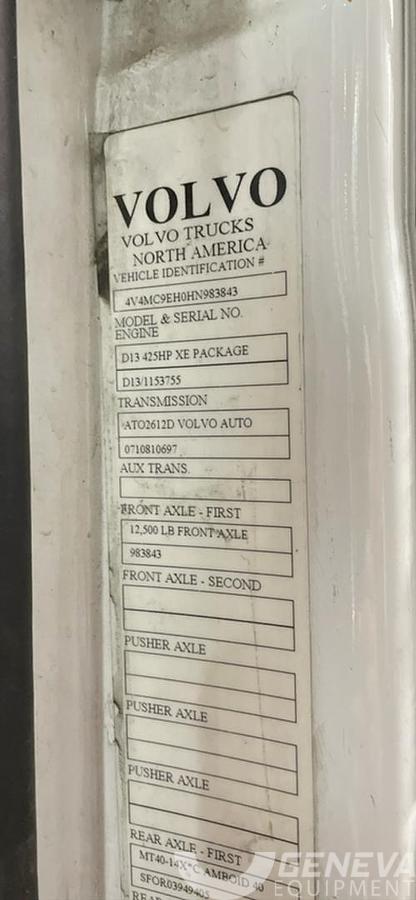 VOLVO
VOLVO TRUCKS
NORTH AMERICA
VEHICLE IDENTIFICATION #
4V4MC9EH0HN983843
MODEL & SERIAL NO.
ENGINE
D13 425HP XE PACKAGE
D13/1153755
TRANSMISSION
ATO2612D VOLVO AUTO
0710810697
AUX TRANS.
FRONT AXLE - FIRST
12,500 LB FRONT AXLE
983843
FRONT AXLE - SECOND
PUSHER AXLE
PUSHER AXLE
PUSHER AXLE
REAR AXLE - FIRST
MT40-14X*C AMBOID 40
SFOR03949405
GENEVA
EQUIPMENT